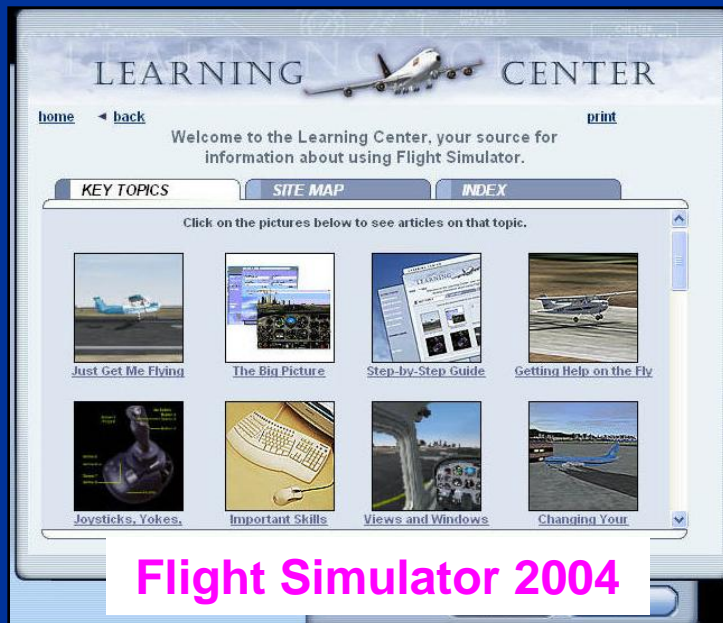 LEARNING CENTER
home ◄ back print
Welcome to the Learning Center, your source for
information about using Flight Simulator.
KEY TOPICS SITE MAP INDEX
Click on the pictures below to see articles on that topic.
Just Get Me Flying The Big Picture Step-by-Step Guide Getting Help on the Fly
Joysticks, Yokes, Important Skills Views and Windows Changing Your
Flight Simulator 2004